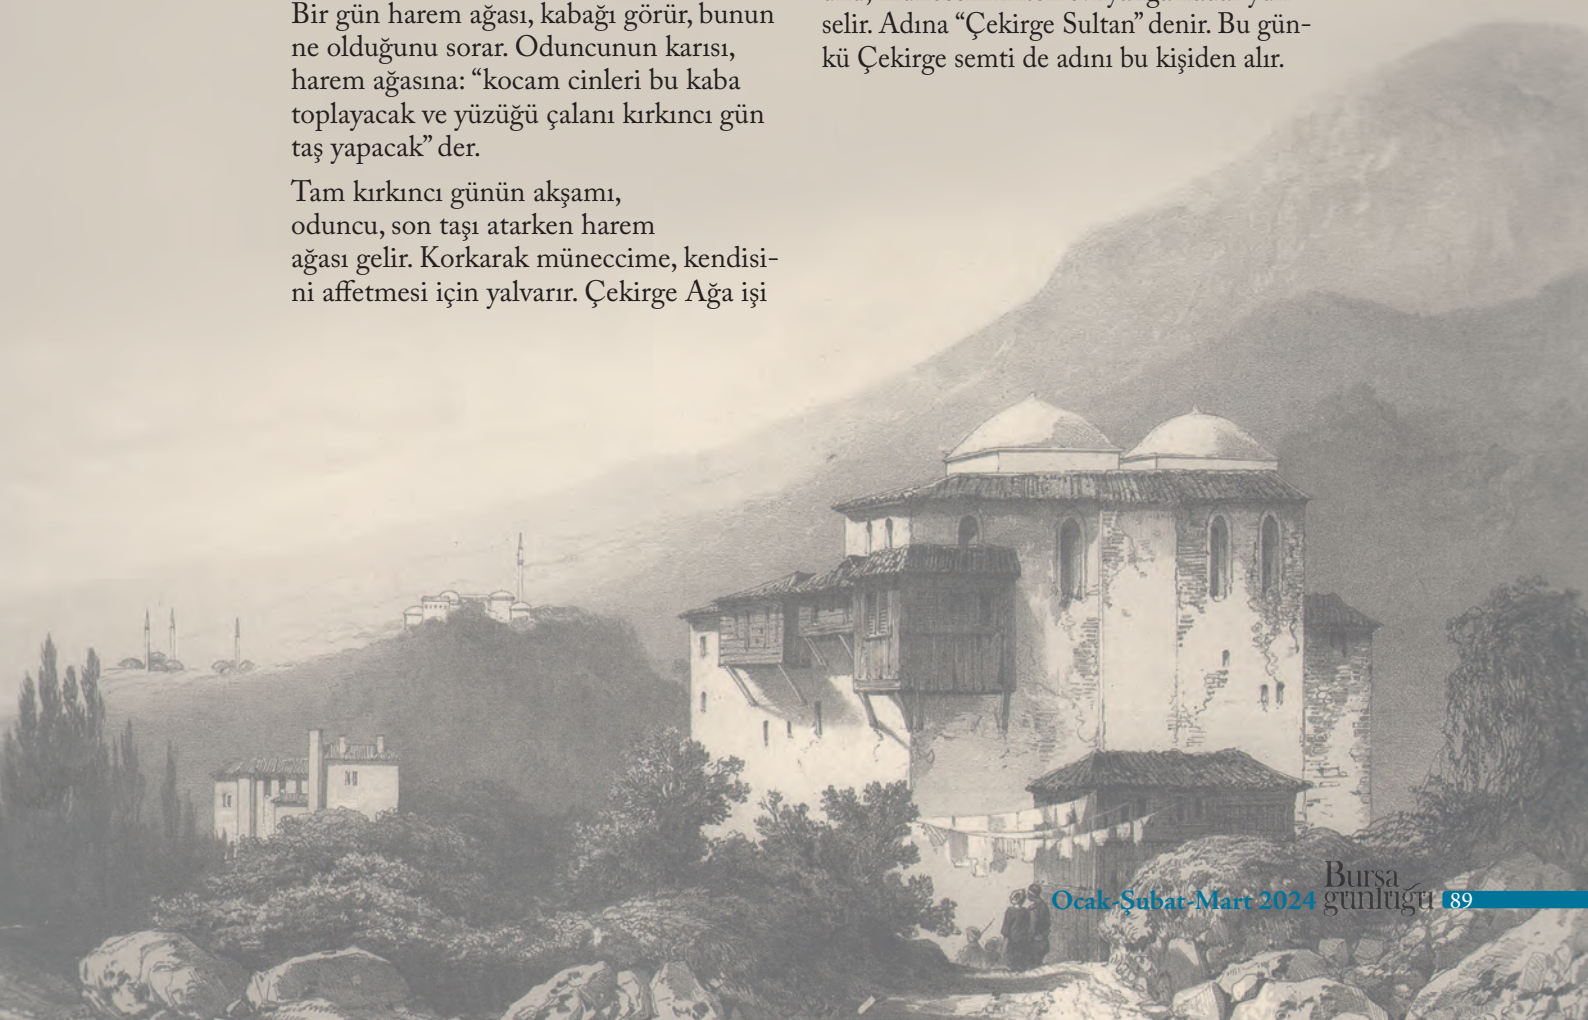 Bir gün harem ağası, kabağı görür, bunun
ne olduğunu sorar. Oduncunun karısı,
harem ağasına: “kocam cinleri bu kaba
toplayacak ve yüzüğü çalanı kırkıncı gün
taş yapacak” der.
Tam kırkıncı günün akşamı,
oduncu, son taşı atarken harem
ağası gelir. Korkarak müneccime, kendisi-
ni affetmesi için yalvarır. Çekirge Ağa işi
selir. Adına “Çekirge Sultan” denir. Bu gün-
kü Çekirge semti de adını bu kişiden alır.
Ocak-Şubat-Mart 2024 Bursa günlüğü 89